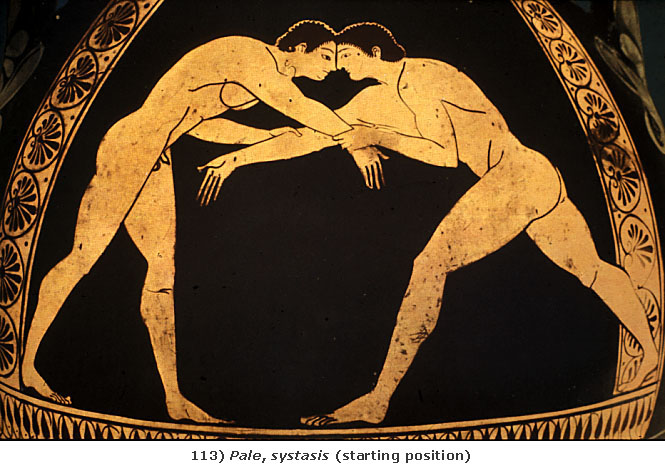 113) Pale, systasis (starting position)